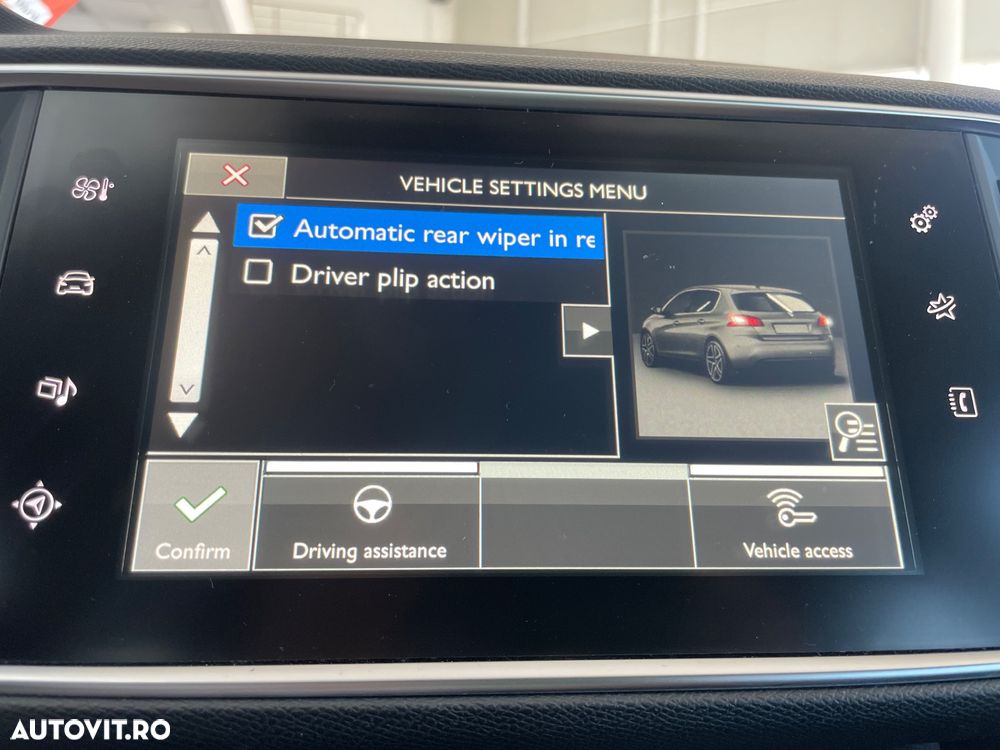 VEHICLE SETTINGS MENU
Automatic rear wiper in re
Driver plip action
Confirm
Driving assistance
Vehicle access
AUTOVIT.RO